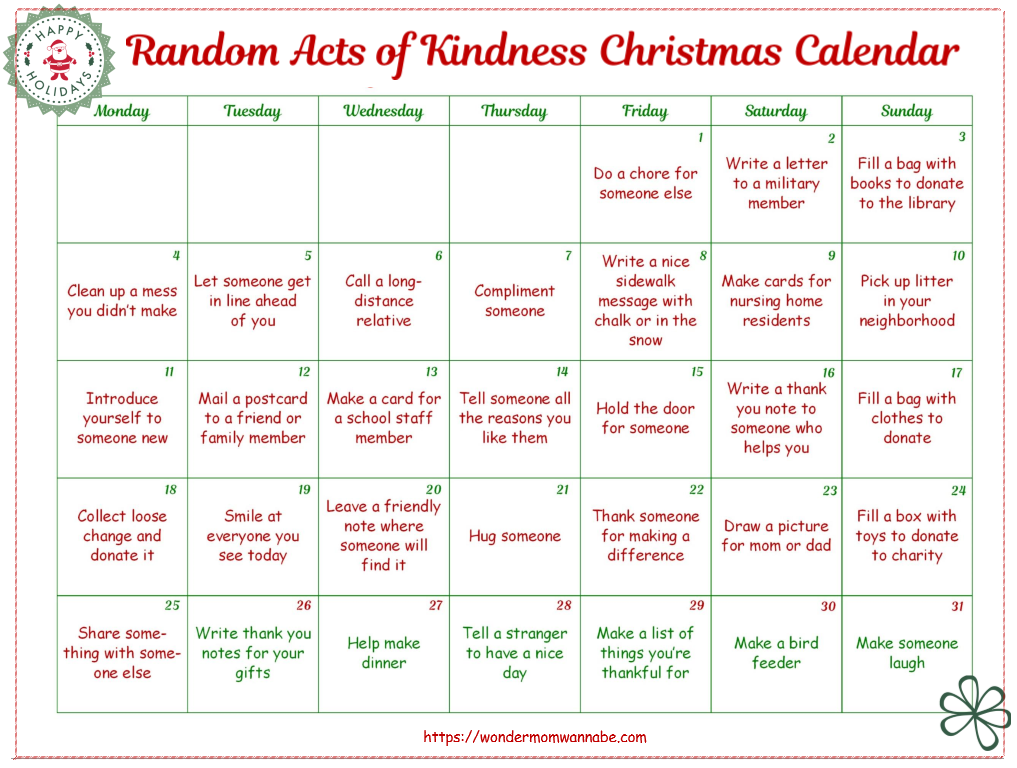 HAPPY
HOLIDAYS
Random Acts of Kindness Christmas Calendar
Monday
Tuesday
Wednesday
Thursday
Friday
Saturday
Sunday
1
Do a chore for
someone else
2
Write a letter
to a military
member
3
Fill a bag with
books to donate
to the library
4
Clean up a mess
you didn't make
5
Let someone get
in line ahead
of you
6
Call a long-
distance
relative
7
Compliment
someone
8
Write a nice
sidewalk
message with
chalk or in the
snow
9
Make cards for
nursing home
residents
10
Pick up litter
in your
neighborhood
11
Introduce
yourself to
someone new
12
Mail a postcard
to a friend or
family member
13
Make a card for
a school staff
member
14
Tell someone all
the reasons you
like them
15
Hold the door
for someone
16
Write a thank
you note to
someone who
helps you
17
Fill a bag with
clothes to
donate
18
Collect loose
change and
donate it
19
Smile at
everyone you
see today
20
Leave a friendly
note where
someone will
find it
21
Hug someone
22
Thank someone
for making a
difference
23
Draw a picture
for mom or dad
24
Fill a box with
toys to donate
to charity
25
Share some-
thing with some-
one else
26
Write thank you
notes for your
gifts
27
Help make
dinner
28
Tell a stranger
to have a nice
day
29
Make a list of
things you're
thankful for
30
Make a bird
feeder
31
Make someone
laugh
https://wondermomwannabe.com